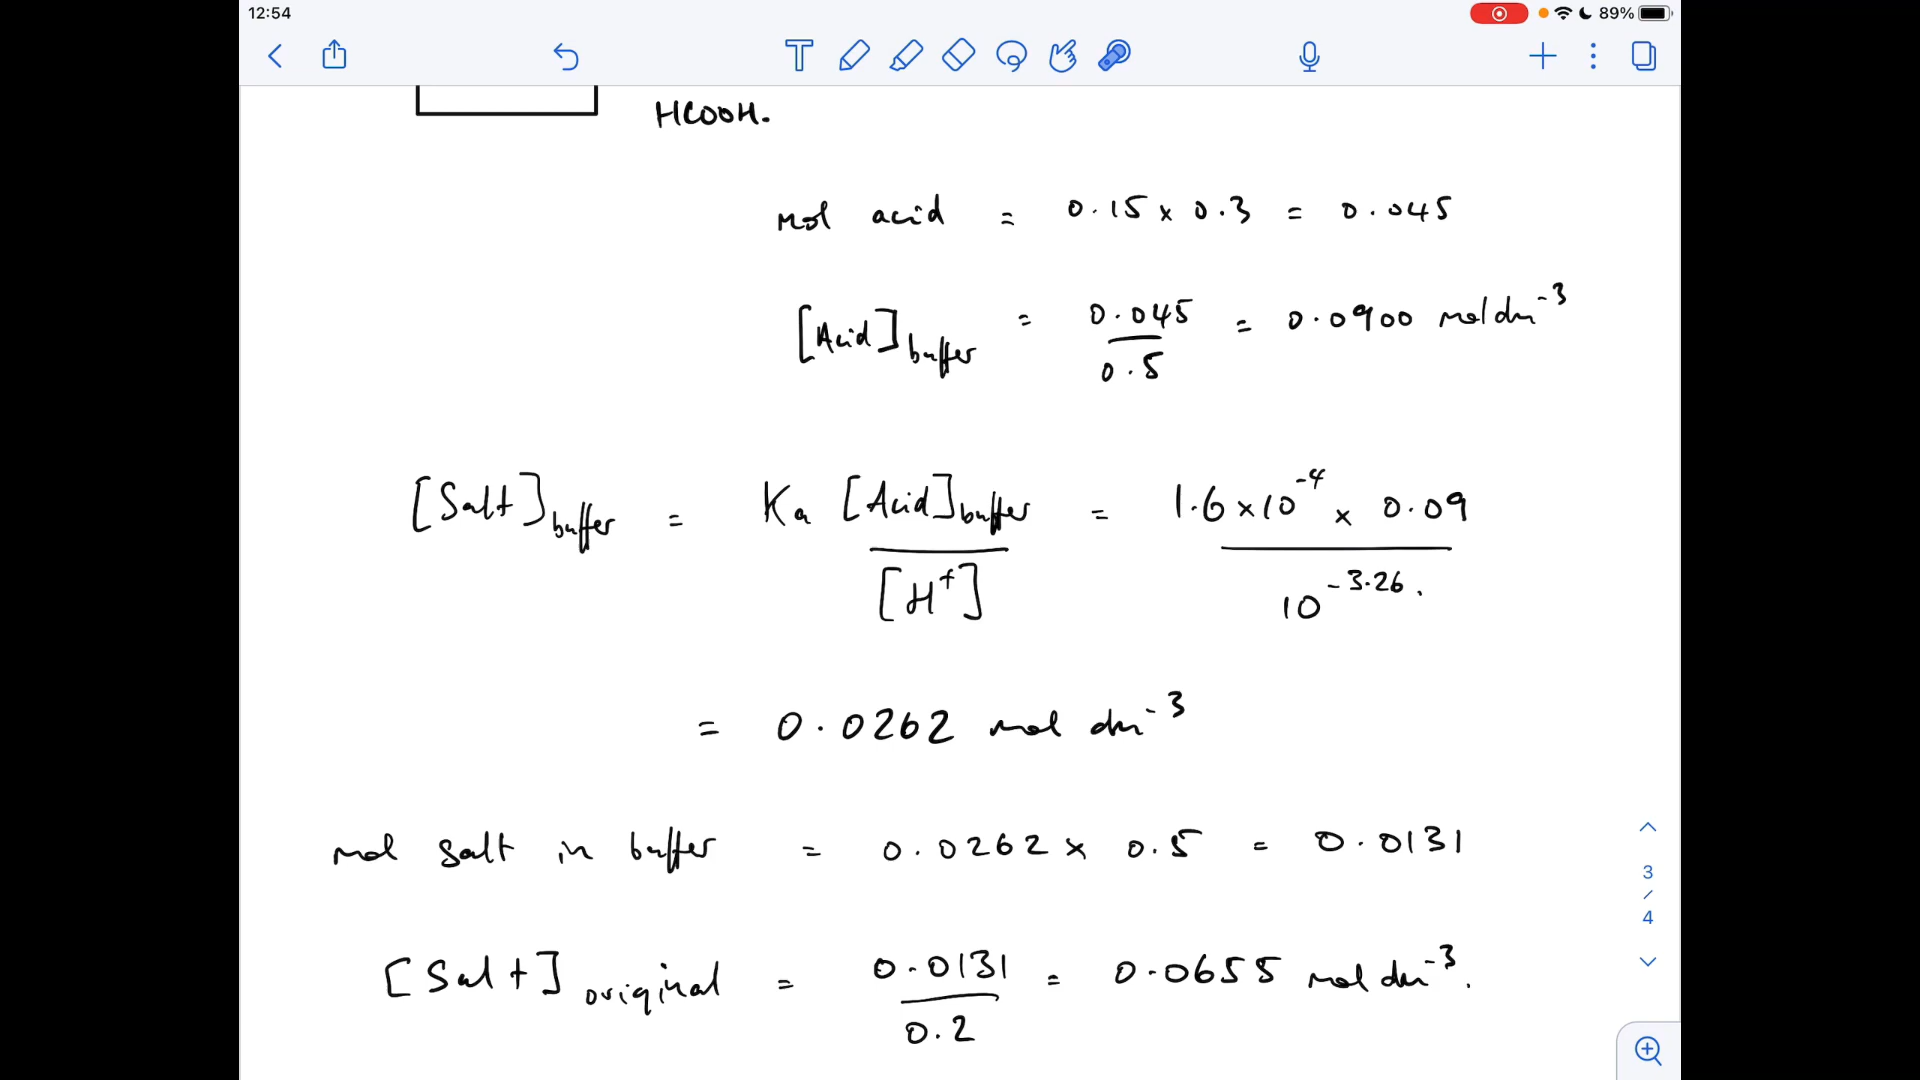 12:54 89%
T
HCOOH.
mol acid = 0.15 x 0.3 = 0.045
[Acid]buffer = 0.045 / 0.5 = 0.0900 mol dm⁻³
[Salt]buffer = Ka [Acid]buffer / [H⁺] = 1.6 x 10⁻⁴ x 0.09 / 10⁻³·²⁶.
= 0.0262 mol dm⁻³
mol salt in buffer = 0.0262 x 0.5 = 0.0131
[Salt] original = 0.0131 / 0.2 = 0.0655 mol dm⁻³.
3 / 4